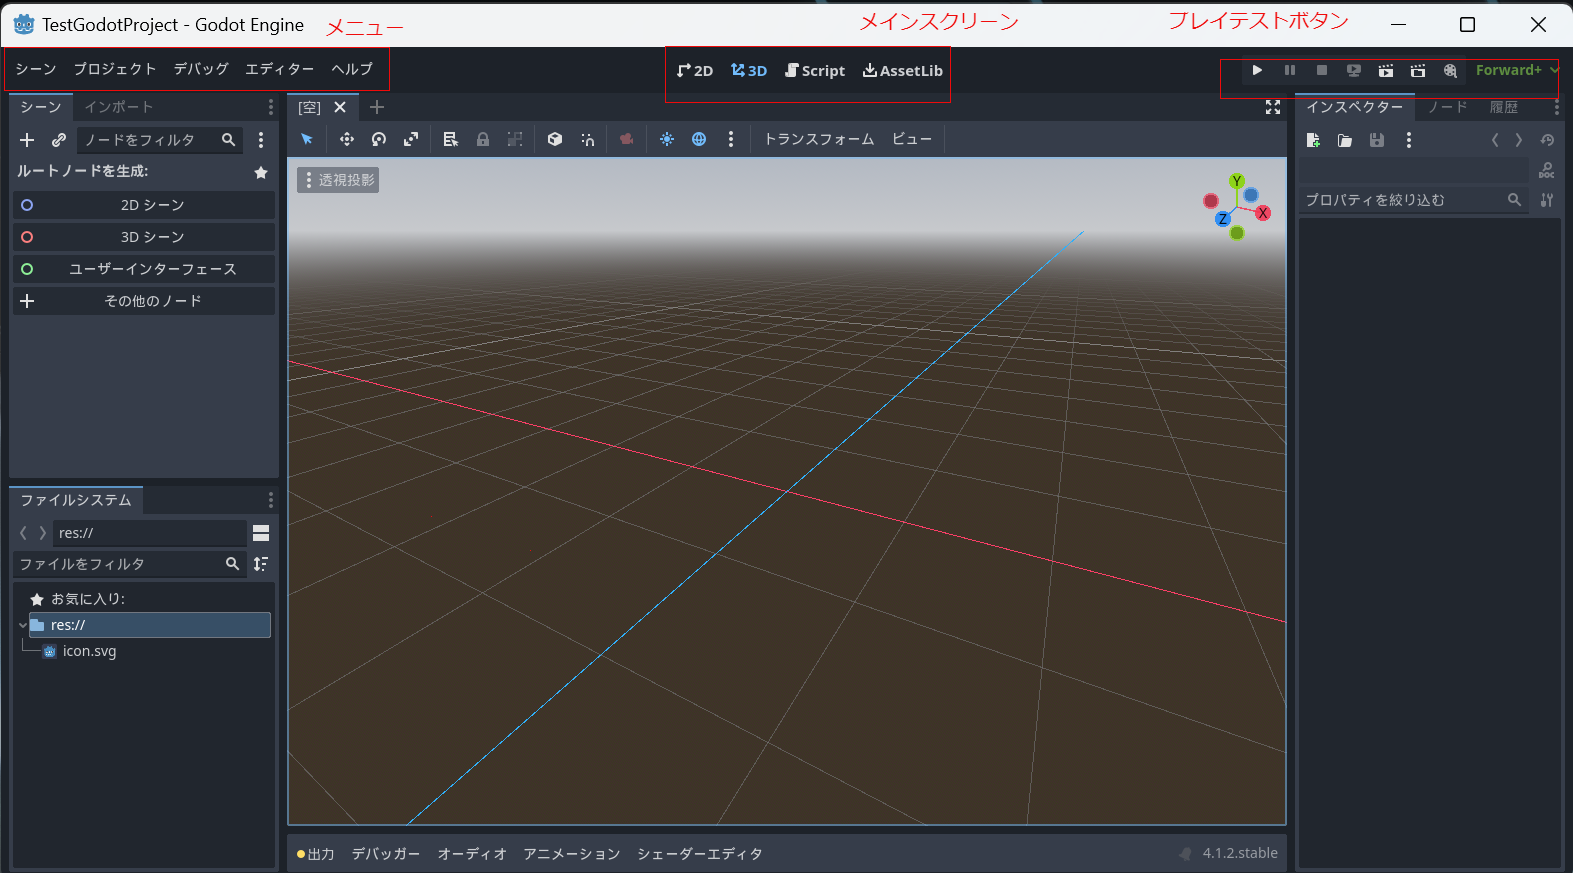 TestGodotProject - Godot Engine
メニュー
メインスクリーン
プレイテストボタン
シーン プロジェクト デバッグ エディター ヘルプ
2D 3D Script AssetLib
Forward+
シーン インポート
[空]
インスペクター ノード 履歴
ノードをフィルタ
トランスフォーム ビュー
ルートノードを生成:
透視投影
DOC
2D シーン
プロパティを絞り込む
3D シーン
ユーザーインターフェース
その他のノード
Y
X
Z
ファイルシステム
res://
ファイルをフィルタ
お気に入り:
res://
icon.svg
出力 デバッガー オーディオ アニメーション シェーダーエディタ
4.1.2.stable